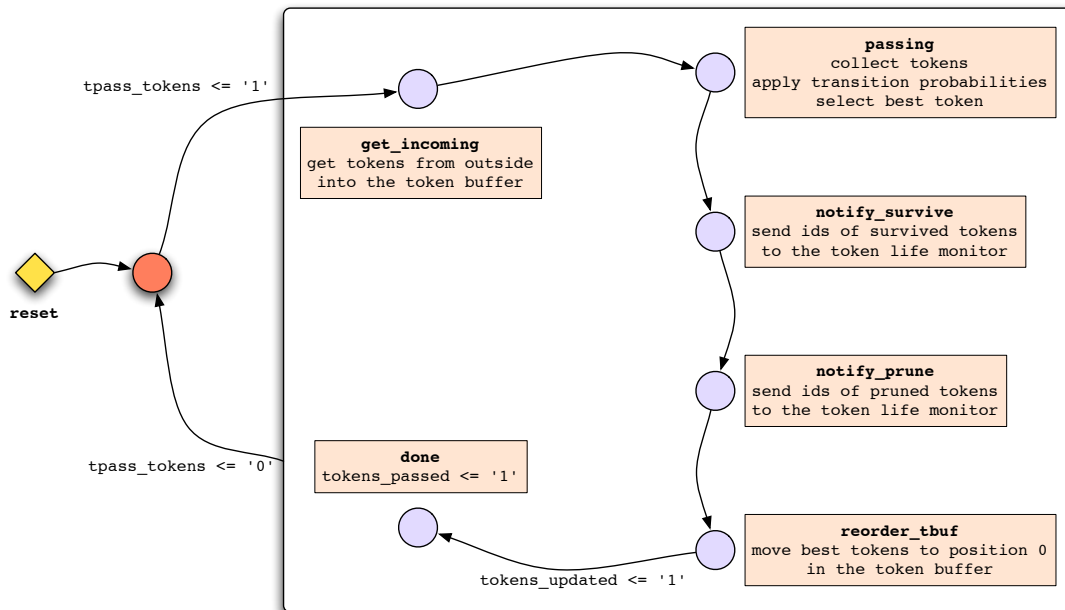 passing
collect tokens
apply transition probabilities
select best token
tpass_tokens <= '1'
get_incoming
get tokens from outside
into the token buffer
notify_survive
send ids of survived tokens
to the token life monitor
reset
notify_prune
send ids of pruned tokens
to the token life monitor
tpass_tokens <= '0'
done
tokens_passed <= '1'
reorder_tbuf
move best tokens to position 0
in the token buffer
tokens_updated <= '1'